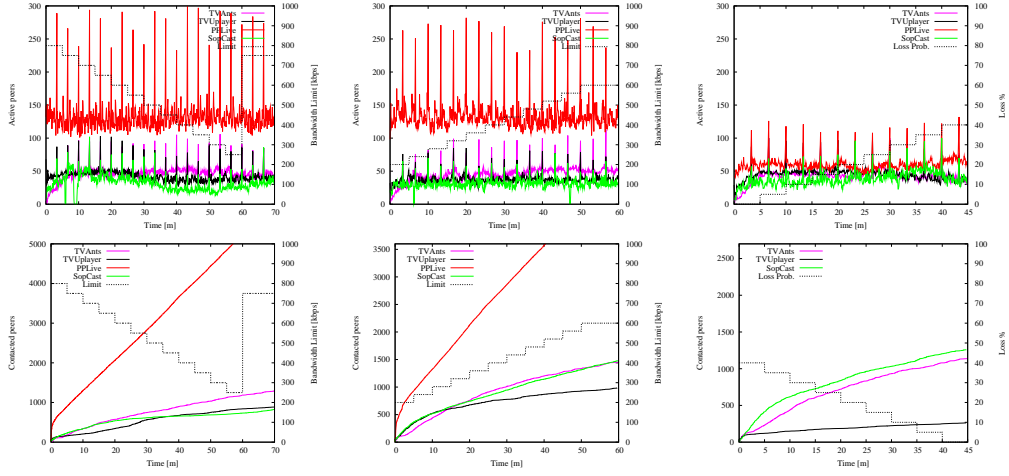 TVAnts
TVUplayer
PPLive
SopCast
Limit
300
250
200
150
100
50
0
1000
900
800
700
600
500
400
300
200
100
0
0 10 20 30 40 50 60 70
Active peers
Bandwidth Limit [kbps]
Time [m]
TVAnts
TVUplayer
PPLive
SopCast
Limit
300
250
200
150
100
50
0
1000
900
800
700
600
500
400
300
200
100
0
0 10 20 30 40 50 60
Active peers
Bandwidth Limit [kbps]
Time [m]
TVAnts
TVUplayer
PPLive
SopCast
Loss Prob.
300
250
200
150
100
50
0
100
90
80
70
60
50
40
30
20
10
0
0 5 10 15 20 25 30 35 40 45
Active peers
Loss %
Time [m]
TVAnts
TVUplayer
PPLive
SopCast
Limit
5000
4000
3000
2000
1000
0
1000
900
800
700
600
500
400
300
200
100
0
0 10 20 30 40 50 60 70
Contacted peers
Bandwidth Limit [kbps]
Time [m]
TVAnts
TVUplayer
PPLive
SopCast
Limit
3500
3000
2500
2000
1500
1000
500
0
1000
900
800
700
600
500
400
300
200
100
0
0 10 20 30 40 50 60
Contacted peers
Bandwidth Limit [kbps]
Time [m]
TVAnts
TVUplayer
SopCast
Loss Prob.
2500
2000
1500
1000
500
0
100
90
80
70
60
50
40
30
20
10
0
0 5 10 15 20 25 30 35 40 45
Contacted peers
Loss %
Time [m]